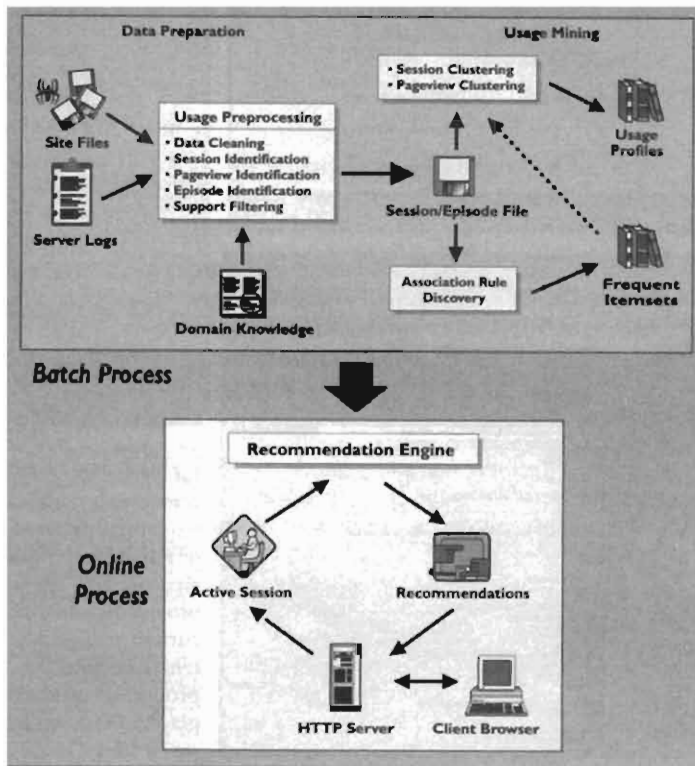 Data Preparation
Usage Mining
Site Files
Server Logs
Usage Preprocessing
• Data Cleaning
• Session Identification
• Pageview Identification
• Episode Identification
• Support Filtering
Domain Knowledge
• Session Clustering
• Pageview Clustering
Session/Episode File
Association Rule
Discovery
Usage
Profiles
Frequent
Itemsets
Batch Process
Recommendation Engine
Online
Process
Active Session
Recommendations
HTTP Server
Client Browser